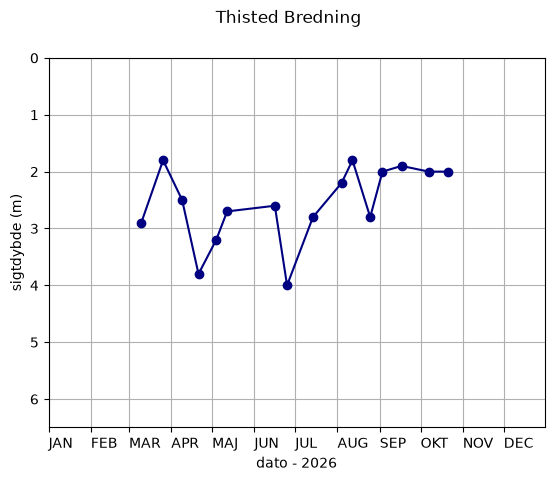 Thisted Bredning
0
1
2
3
4
5
6
sigtdybde (m)
JAN FEB MAR APR MAJ JUN JUL AUG SEP OKT NOV DEC
dato - 2026